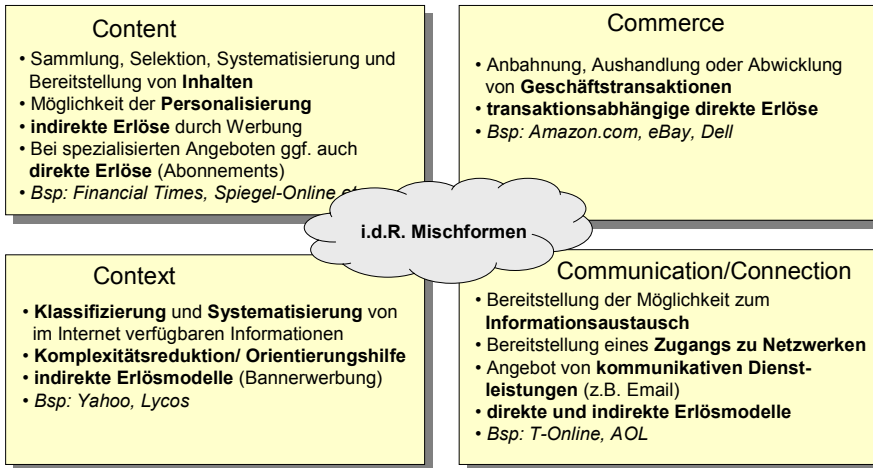 Content
• Sammlung, Selektion, Systematisierung und
Bereitstellung von Inhalten
• Möglichkeit der Personalisierung
• indirekte Erlöse durch Werbung
• Bei spezialisierten Angeboten ggf. auch
direkte Erlöse (Abonnements)
• Bsp: Financial Times, Spiegel-Online
Commerce
• Anbahnung, Aushandlung oder Abwicklung
von Geschäftstransaktionen
• transaktionsabhängige direkte Erlöse
• Bsp: Amazon.com, eBay, Dell
i.d.R. Mischformen
Context
• Klassifizierung und Systematisierung von
im Internet verfügbaren Informationen
• Komplexitätsreduktion/ Orientierungshilfe
• indirekte Erlösmodelle (Bannerwerbung)
• Bsp: Yahoo, Lycos
Communication/Connection
• Bereitstellung der Möglichkeit zum
Informationsaustausch
• Bereitstellung eines Zugangs zu Netzwerken
• Angebot von kommunikativen Dienst-
leistungen (z.B. Email)
• direkte und indirekte Erlösmodelle
• Bsp: T-Online, AOL